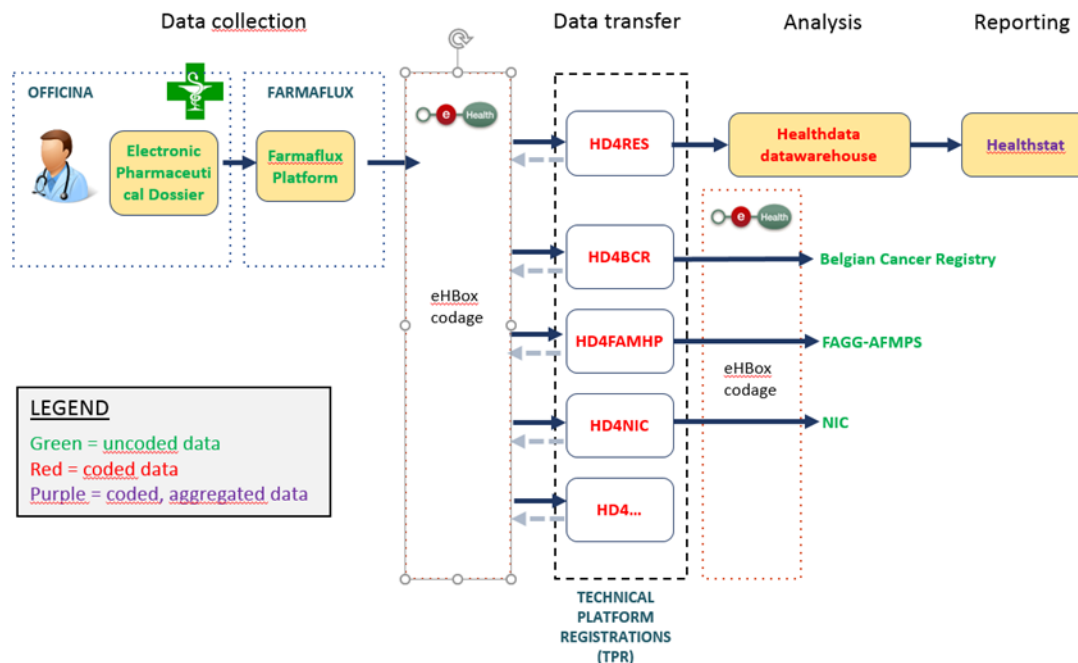 Data collection
Data transfer
Analysis
Reporting
OFFICINA
FARMAFLUX
Electronic
Pharmaceuti
cal Dossier
Farmaflux
Platform
e Health
eHBox
codage
HD4RES
HD4BCR
HD4FAMHP
HD4NIC
HD4...
TECHNICAL
PLATFORM
REGISTRATIONS
(TPR)
Healthdata
datawarehouse
Healthstat
e Health
eHBox
codage
Belgian Cancer Registry
FAGG-AFMPS
NIC
LEGEND
Green = uncoded data
Red = coded data
Purple = coded, aggregated data